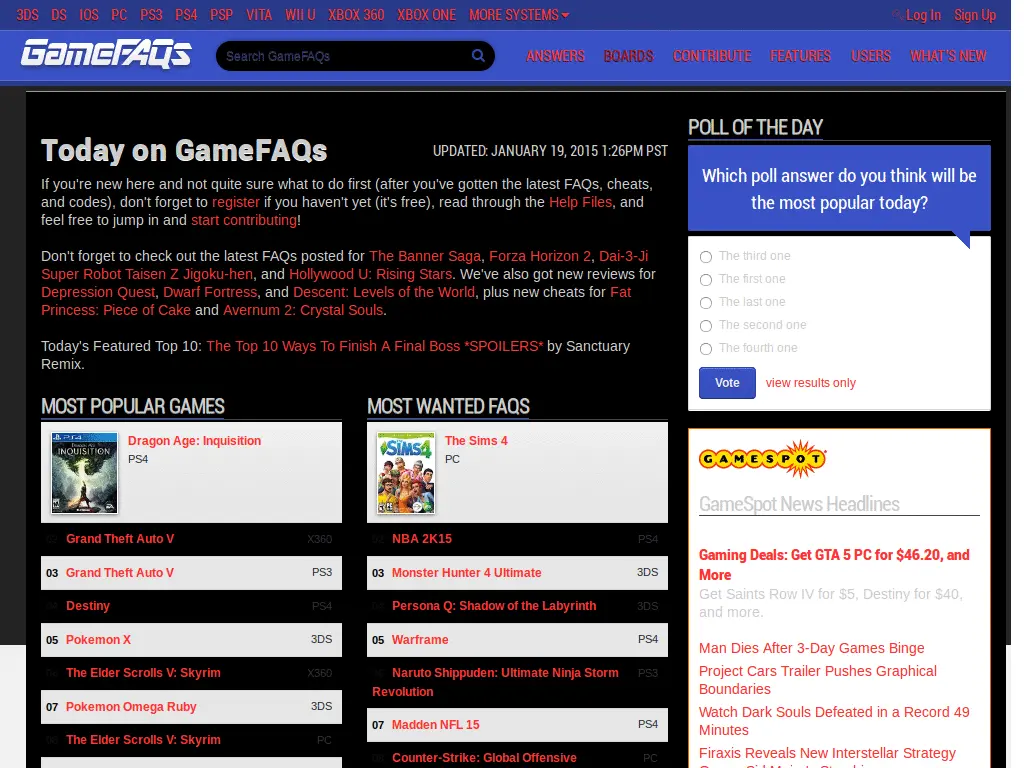 3DS DS IOS PC PS3 PS4 PSP VITA WII U XBOX 360 XBOX ONE MORE SYSTEMS Log In Sign Up
GameFAQs Search GameFAQs ANSWERS BOARDS CONTRIBUTE FEATURES USERS WHAT'S NEW
Today on GameFAQs UPDATED: JANUARY 19, 2015 1:26PM PST
If you're new here and not quite sure what to do first (after you've gotten the latest FAQs, cheats,
and codes), don't forget to register if you haven't yet (it's free), read through the Help Files, and
feel free to jump in and start contributing!
Don't forget to check out the latest FAQs posted for The Banner Saga, Forza Horizon 2, Dai-3-Ji
Super Robot Taisen Z Jigoku-hen, and Hollywood U: Rising Stars. We've also got new reviews for
Depression Quest, Dwarf Fortress, and Descent: Levels of the World, plus new cheats for Fat
Princess: Piece of Cake and Avernum 2: Crystal Souls.
Today's Featured Top 10: The Top 10 Ways To Finish A Final Boss *SPOILERS* by Sanctuary
Remix.
MOST POPULAR GAMES
Dragon Age: Inquisition
PS4
02 Grand Theft Auto V X360
03 Grand Theft Auto V PS3
04 Destiny PS4
05 Pokemon X 3DS
06 The Elder Scrolls V: Skyrim X360
07 Pokemon Omega Ruby 3DS
08 The Elder Scrolls V: Skyrim PC
MOST WANTED FAQS
The Sims 4
PC
02 NBA 2K15 PS4
03 Monster Hunter 4 Ultimate 3DS
04 Persona Q: Shadow of the Labyrinth 3DS
05 Warframe PS4
06 Naruto Shippuden: Ultimate Ninja Storm PS3
Revolution
07 Madden NFL 15 PS4
08 Counter-Strike: Global Offensive PC
POLL OF THE DAY
Which poll answer do you think will be
the most popular today?
The third one
The first one
The last one
The second one
The fourth one
Vote view results only
GAMESPOT
GameSpot News Headlines
Gaming Deals: Get GTA 5 PC for $46.20, and
More
Get Saints Row IV for $5, Destiny for $40,
and more.
Man Dies After 3-Day Games Binge
Project Cars Trailer Pushes Graphical
Boundaries
Watch Dark Souls Defeated in a Record 49
Minutes
Firaxis Reveals New Interstellar Strategy